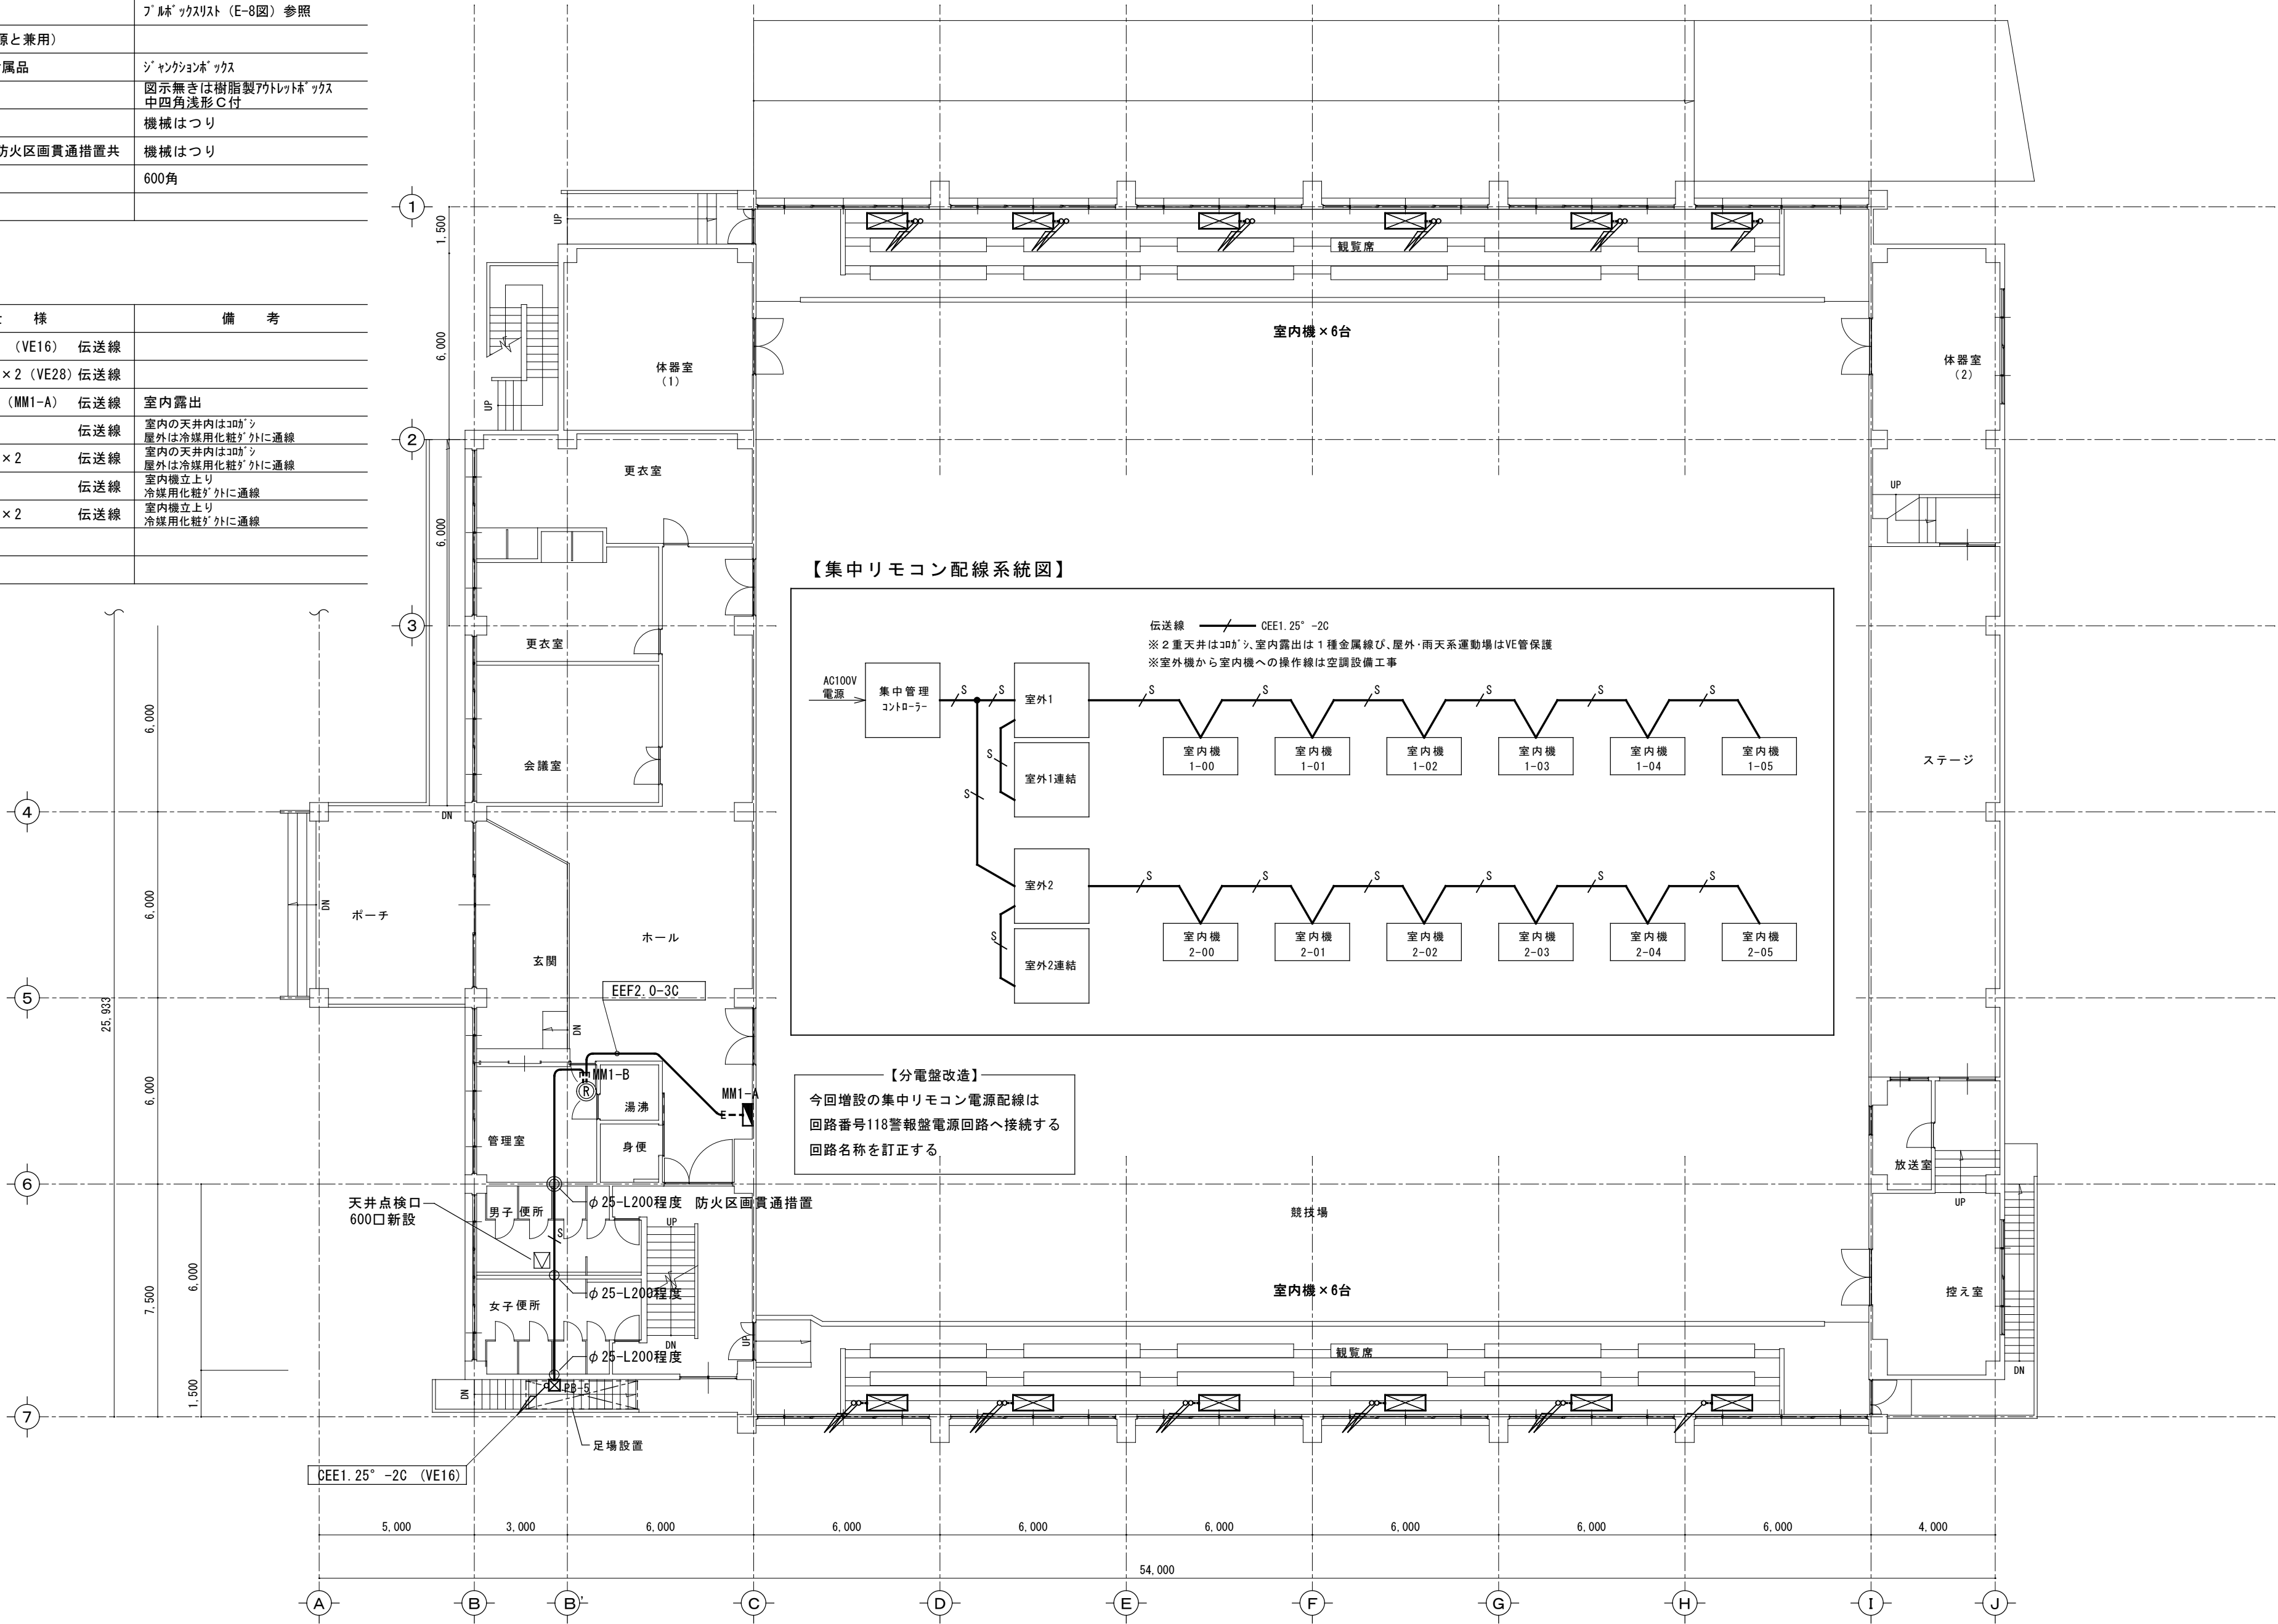 ﾌﾟﾙﾎﾞｯｸｽﾘｽﾄ（E-8図）参照
源と兼用）
属品
ｼﾞｬﾝｸｼｮﾝﾎﾞｯｸｽ
図示無きは樹脂製ｱｳﾄﾚｯﾄﾎﾞｯｸｽ
中四角浅形C付
機械はつり
防火区画貫通措置共
機械はつり
600角
様
備 考
（VE16） 伝送線
×2（VE28）伝送線
（MM1-A） 伝送線
室内露出
伝送線
室内の天井内はｺﾛｶﾞｼ
屋外は冷媒用化粧ﾀﾞｸﾄに通線
×2 伝送線
室内の天井内はｺﾛｶﾞｼ
屋外は冷媒用化粧ﾀﾞｸﾄに通線
伝送線
室内機立上り
冷媒用化粧ﾀﾞｸﾄに通線
×2 伝送線
室内機立上り
冷媒用化粧ﾀﾞｸﾄに通線
1
2
3
4
5
6
7
1,500
6,000
6,000
25,933
6,000
6,000
6,000
7,500
6,000
1,500
UP
UP
観覧席
室内機×6台
体器室
（1）
体器室
（2）
更衣室
UP
更衣室
会議室
DN
ステージ
ポーチ
DN
玄関
ホール
DN
EEF2.0-3C
MM1-B
R
MM1-A
E
湯沸
管理室
身便
φ25-L200程度 防火区画貫通措置
天井点検口
600口新設
男子便所
S
UP
φ25-L200程度
女子便所
DN
UP
φ25-L200程度
DN
PB-5
足場設置
CEE1.25°-2C （VE16）
【集中リモコン配線系統図】
伝送線
CEE1.25°-2C
※２重天井はｺﾛｶﾞｼ、室内露出は１種金属線ぴ、屋外･雨天系運動場はVE管保護
※室外機から室内機への操作線は空調設備工事
AC100V
電源
集中管理
ｺﾝﾄﾛｰﾗｰ
S
S
室外1
S
S
S
S
S
S
S
室外1連結
S
室内機
1-00
室内機
1-01
室内機
1-02
室内機
1-03
室内機
1-04
室内機
1-05
室外2
S
S
S
S
S
S
S
室外2連結
室内機
2-00
室内機
2-01
室内機
2-02
室内機
2-03
室内機
2-04
室内機
2-05
【分電盤改造】
今回増設の集中リモコン電源配線は
回路番号118警報盤電源回路へ接続する
回路名称を訂正する
競技場
室内機×6台
観覧席
放送室
UP
控え室
DN
5,000
3,000
6,000
6,000
6,000
6,000
6,000
6,000
6,000
4,000
54,000
A
B
B'
C
D
E
F
G
H
I
J